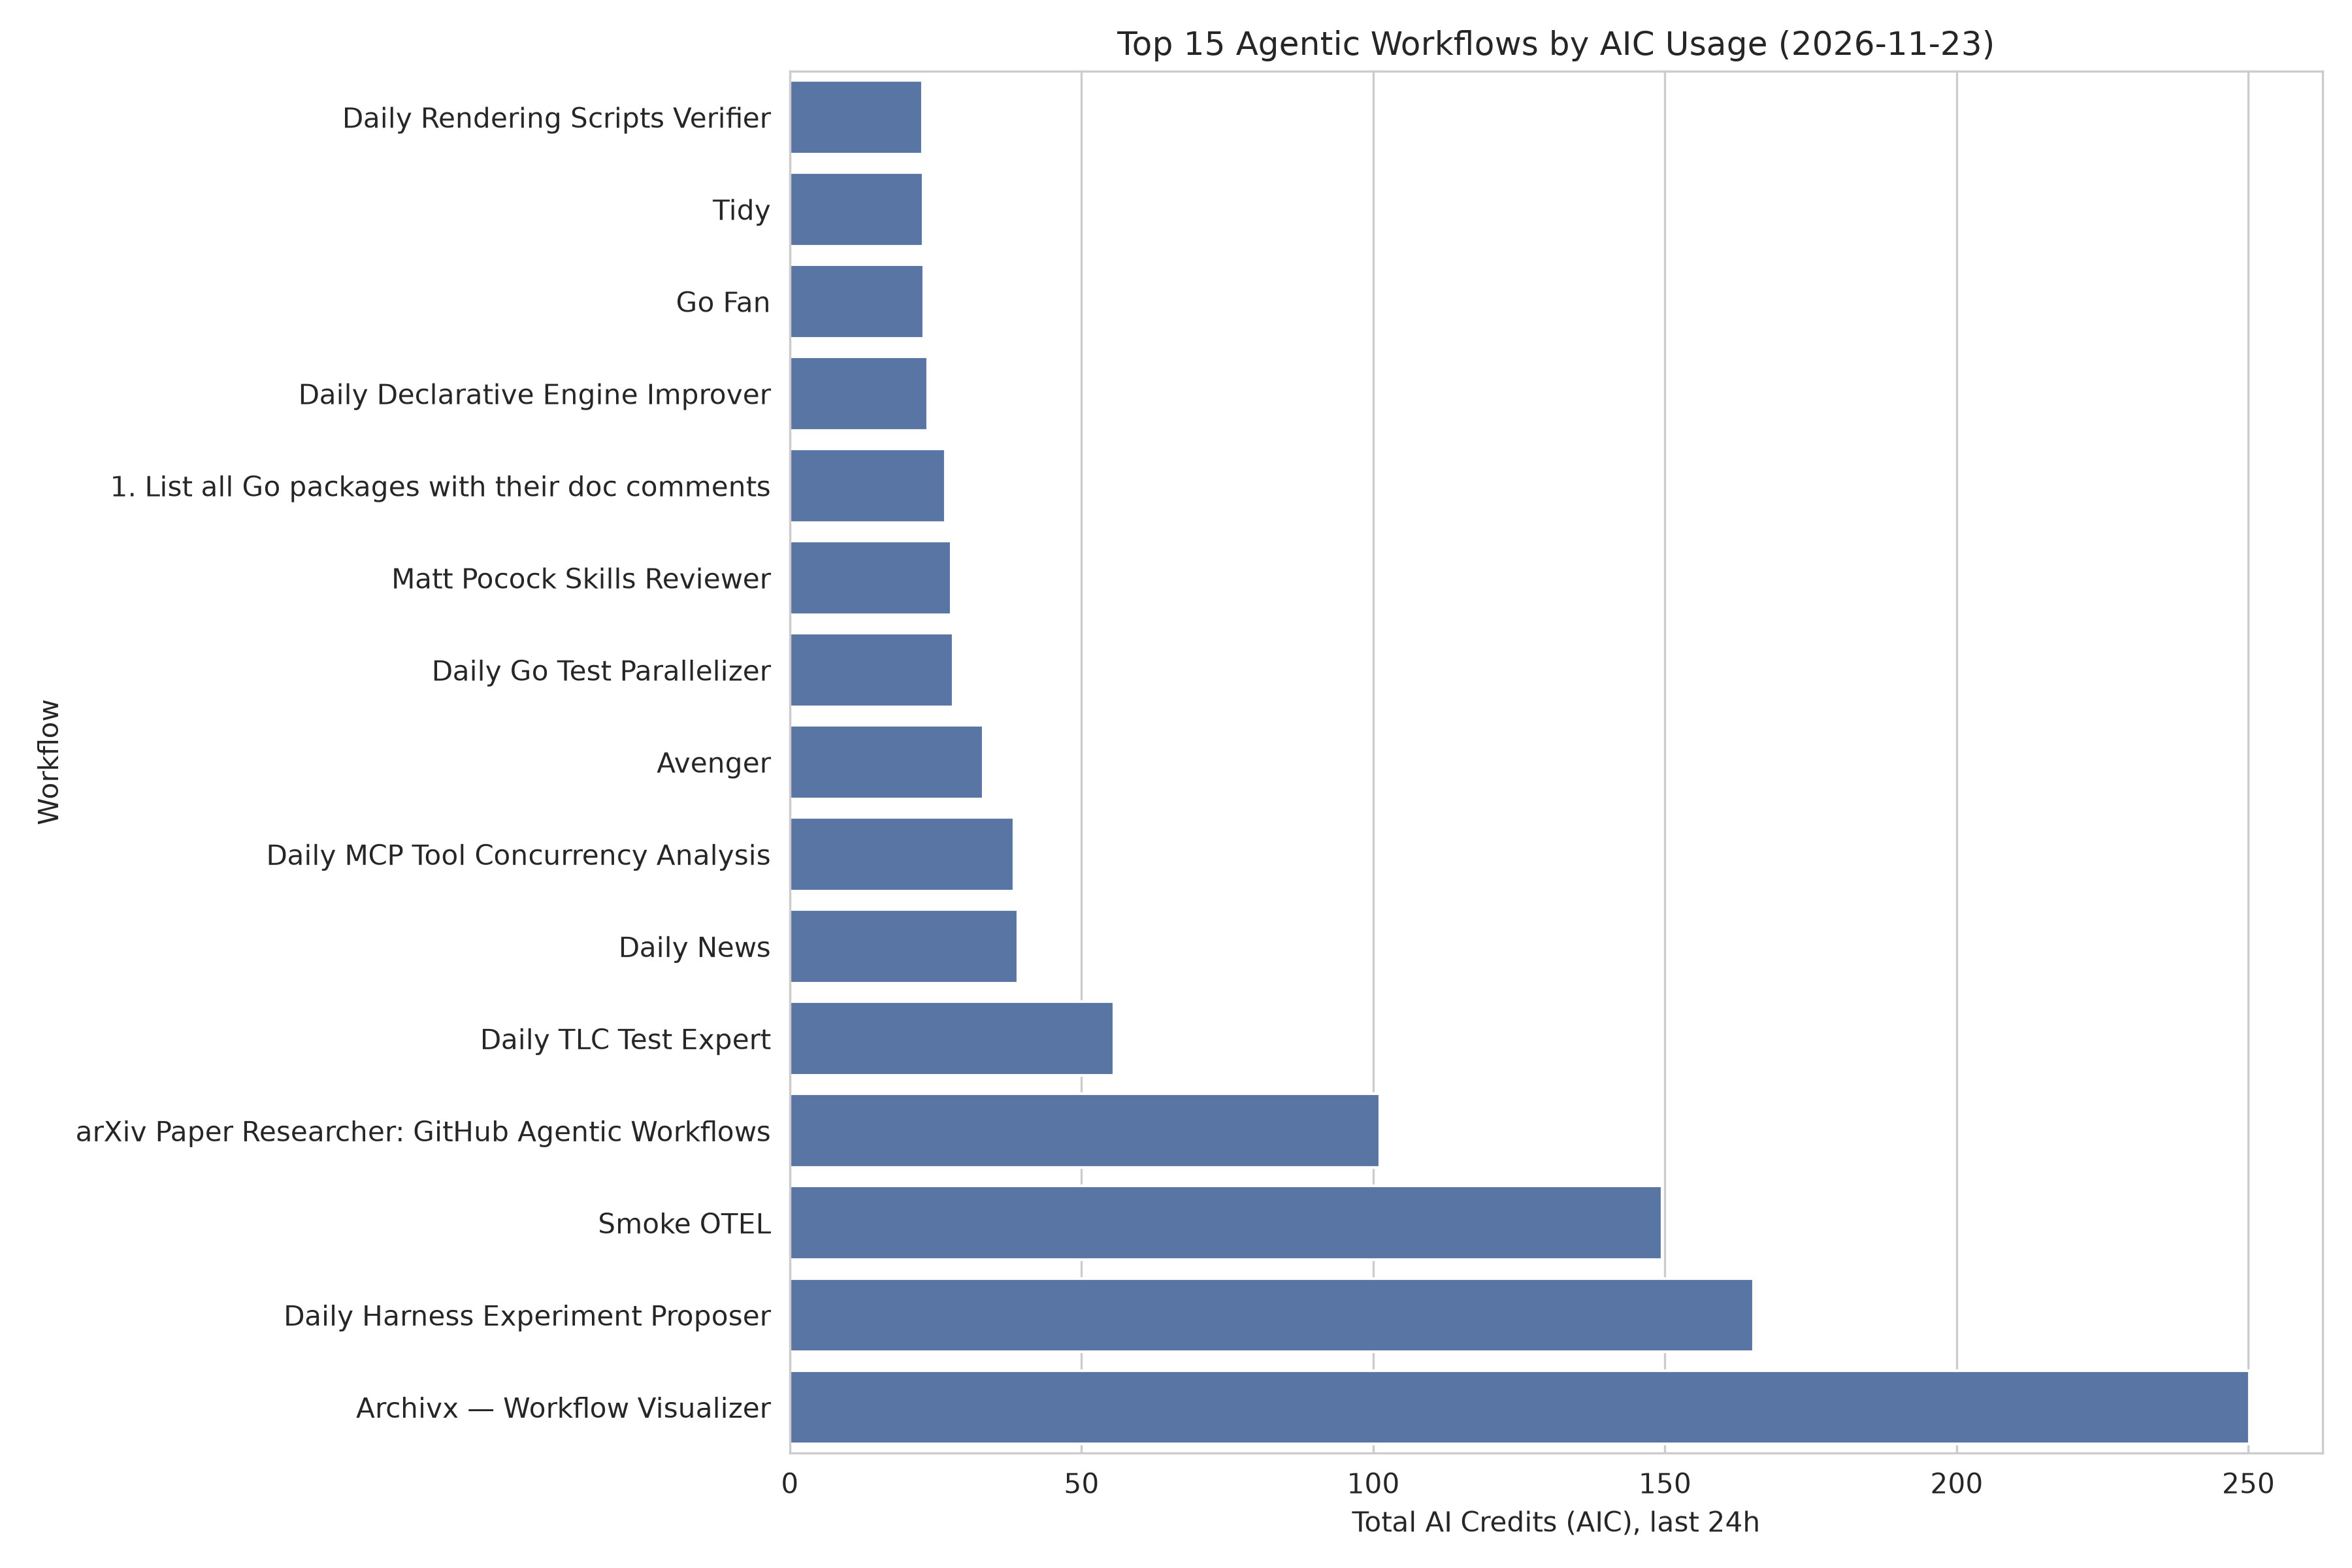 Top 15 Agentic Workflows by AIC Usage (2026-11-23)
Daily Rendering Scripts Verifier
Tidy
Go Fan
Daily Declarative Engine Improver
1. List all Go packages with their doc comments
Matt Pocock Skills Reviewer
Daily Go Test Parallelizer
Avenger
Daily MCP Tool Concurrency Analysis
Daily News
Daily TLC Test Expert
arXiv Paper Researcher: GitHub Agentic Workflows
Smoke OTEL
Daily Harness Experiment Proposer
Archivx — Workflow Visualizer
Workflow
0 50 100 150 200 250
Total AI Credits (AIC), last 24h